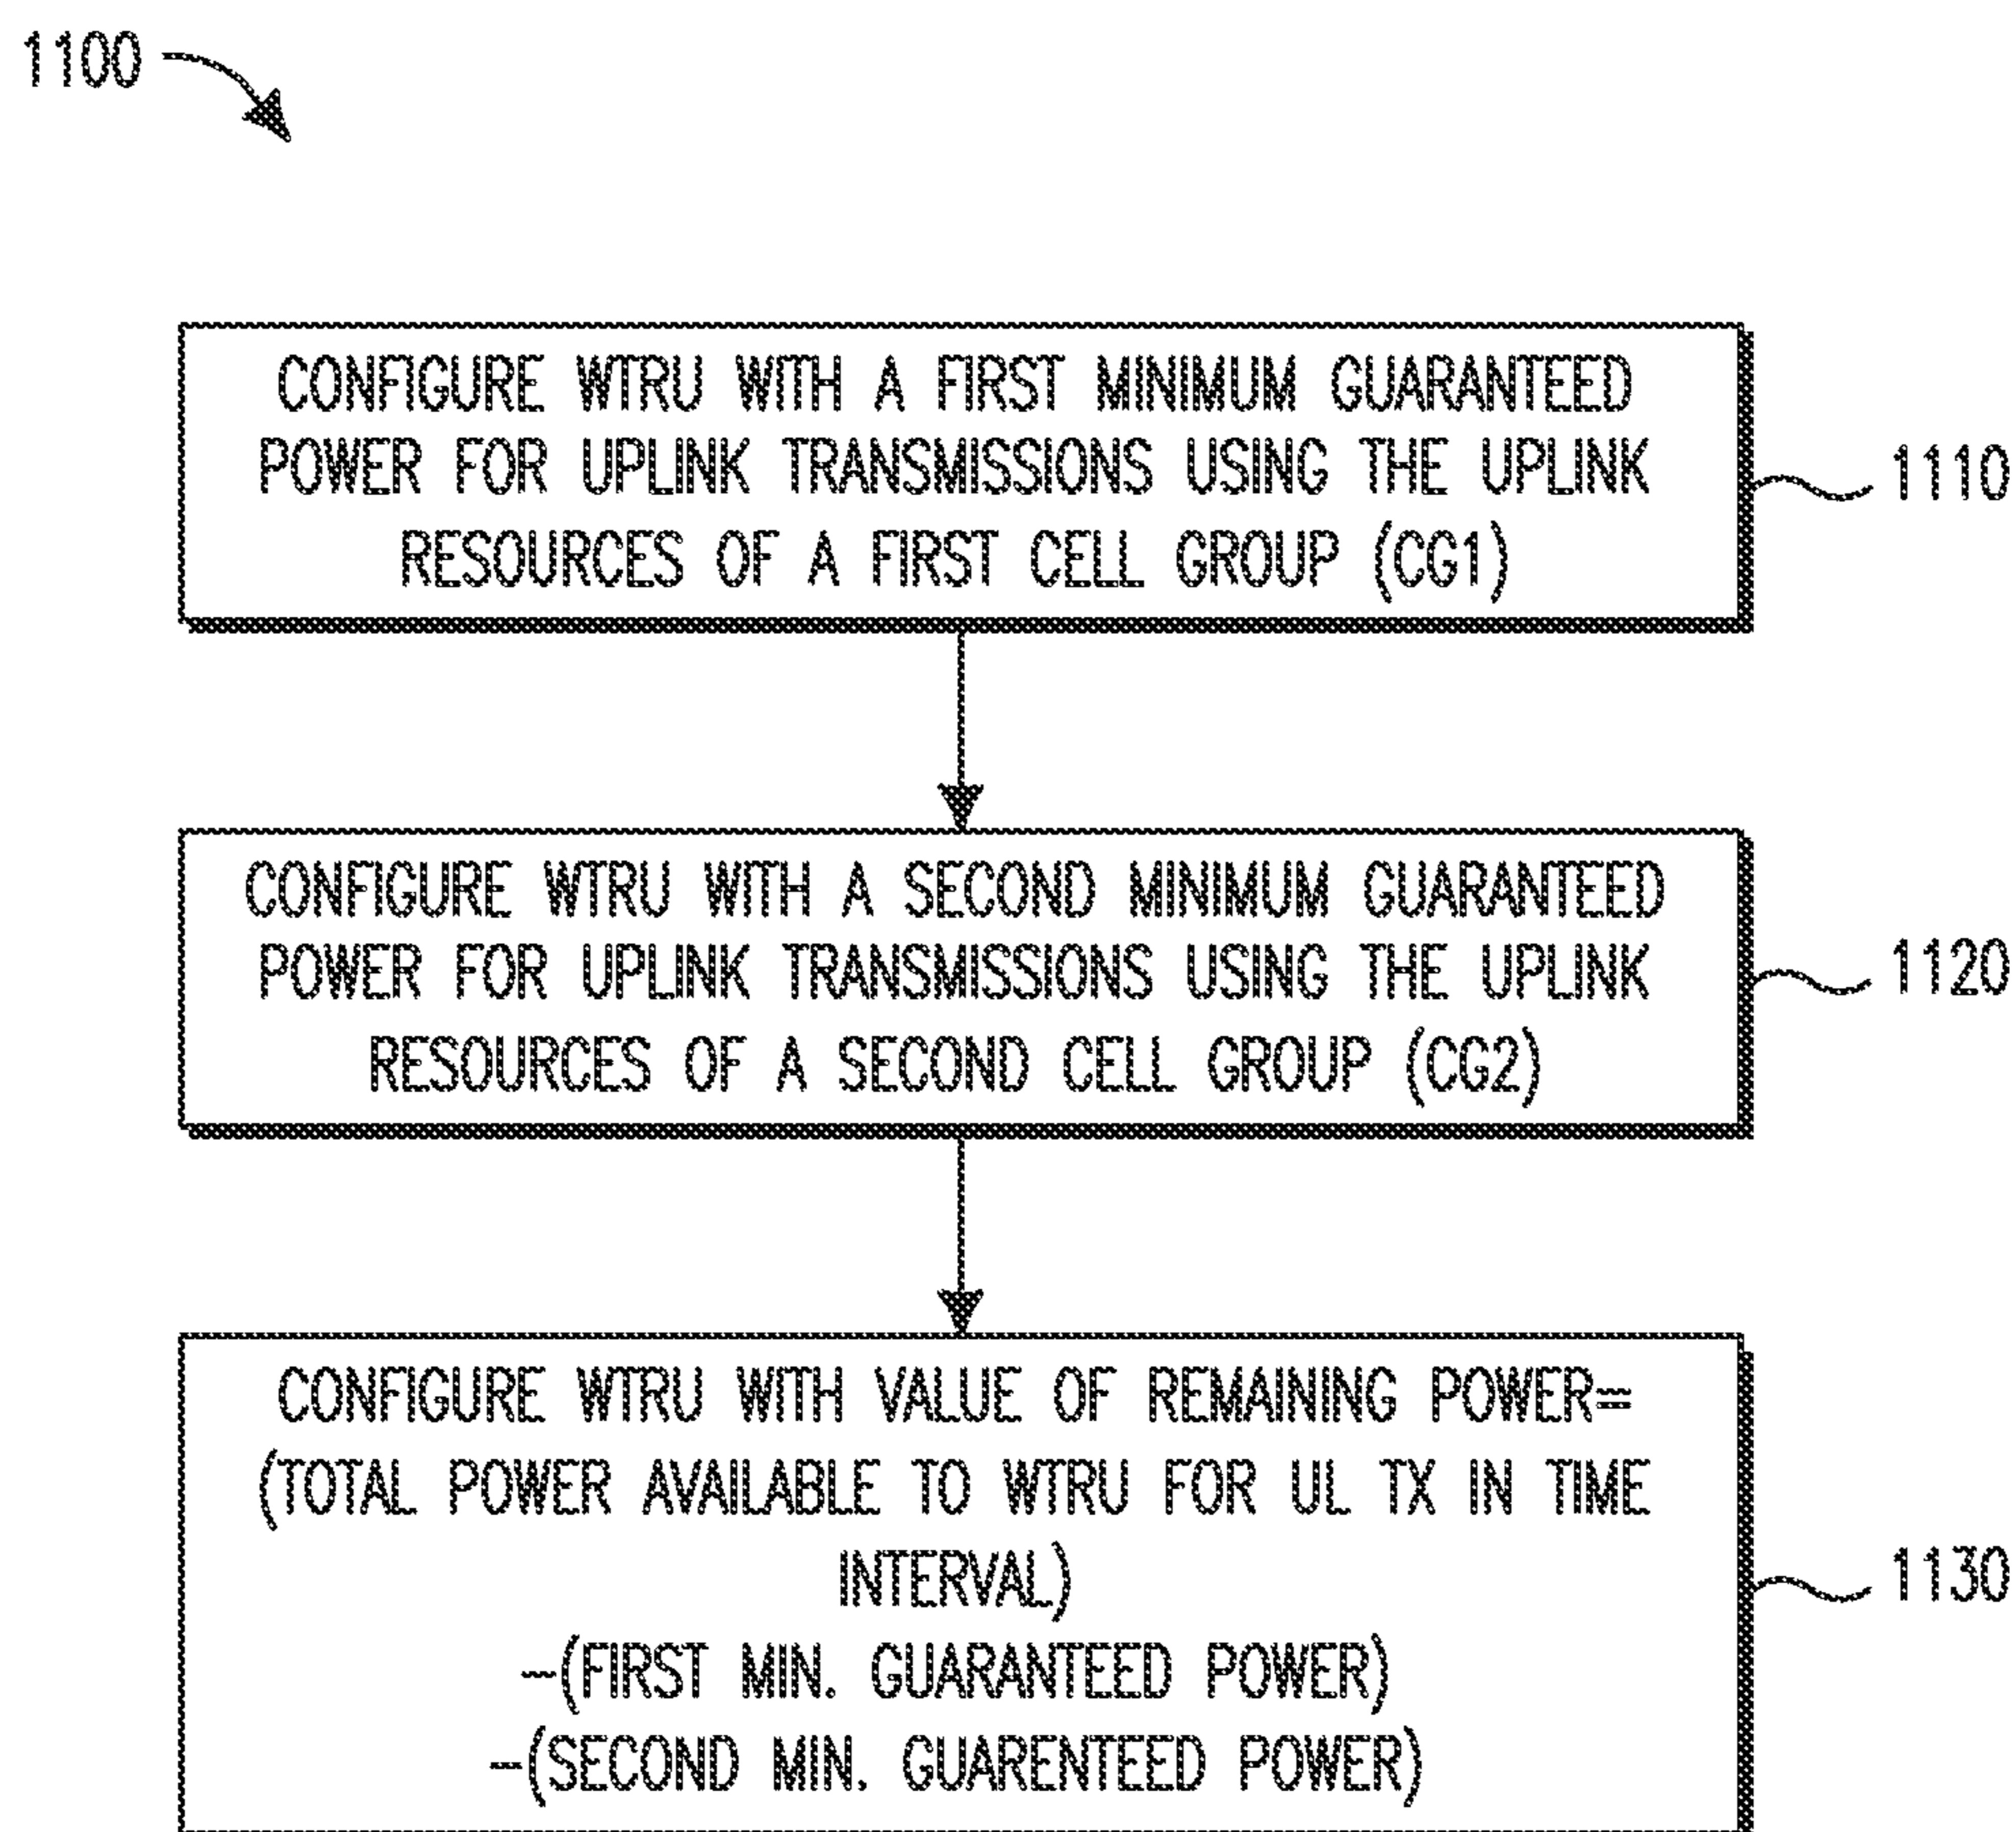 1100
CONFIGURE WTRU WITH A FIRST MINIMUM GUARANTEED
POWER FOR UPLINK TRANSMISSIONS USING THE UPLINK
RESOURCES OF A FIRST CELL GROUP (CG1)
1110
CONFIGURE WTRU WITH A SECOND MINIMUM GUARANTEED
POWER FOR UPLINK TRANSMISSIONS USING THE UPLINK
RESOURCES OF A SECOND CELL GROUP (CG2)
1120
CONFIGURE WTRU WITH VALUE OF REMAINING POWER=
(TOTAL POWER AVAILABLE TO WTRU FOR UL TX IN TIME
INTERVAL)
-(FIRST MIN. GUARANTEED POWER)
-(SECOND MIN. GUARENTEED POWER)
1130